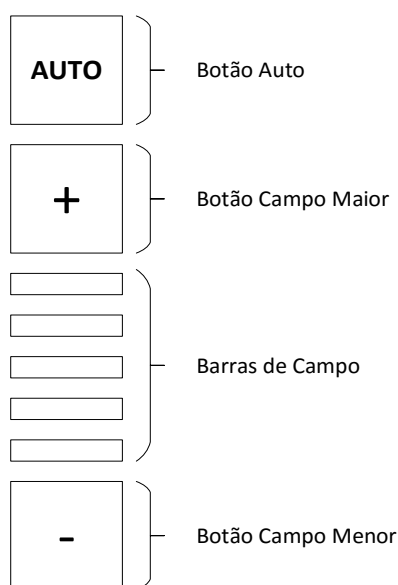 AUTO
Botão Auto
+
Botão Campo Maior
Barras de Campo
-
Botão Campo Menor